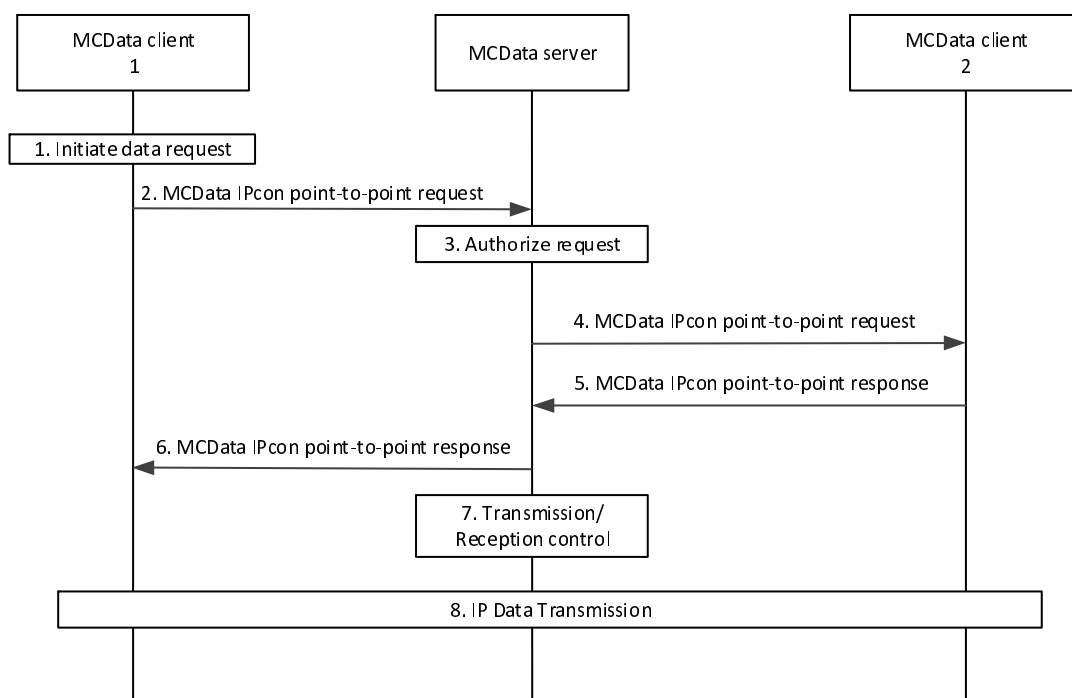 MCData client
1
MCData server
MCData client
2
1. Initiate data request
2. MCData IPcon point-to-point request
3. Authorize request
4. MCData IPcon point-to-point request
5. MCData IPcon point-to-point response
6. MCData IPcon point-to-point response
7. Transmission/
Reception control
8. IP Data Transmission